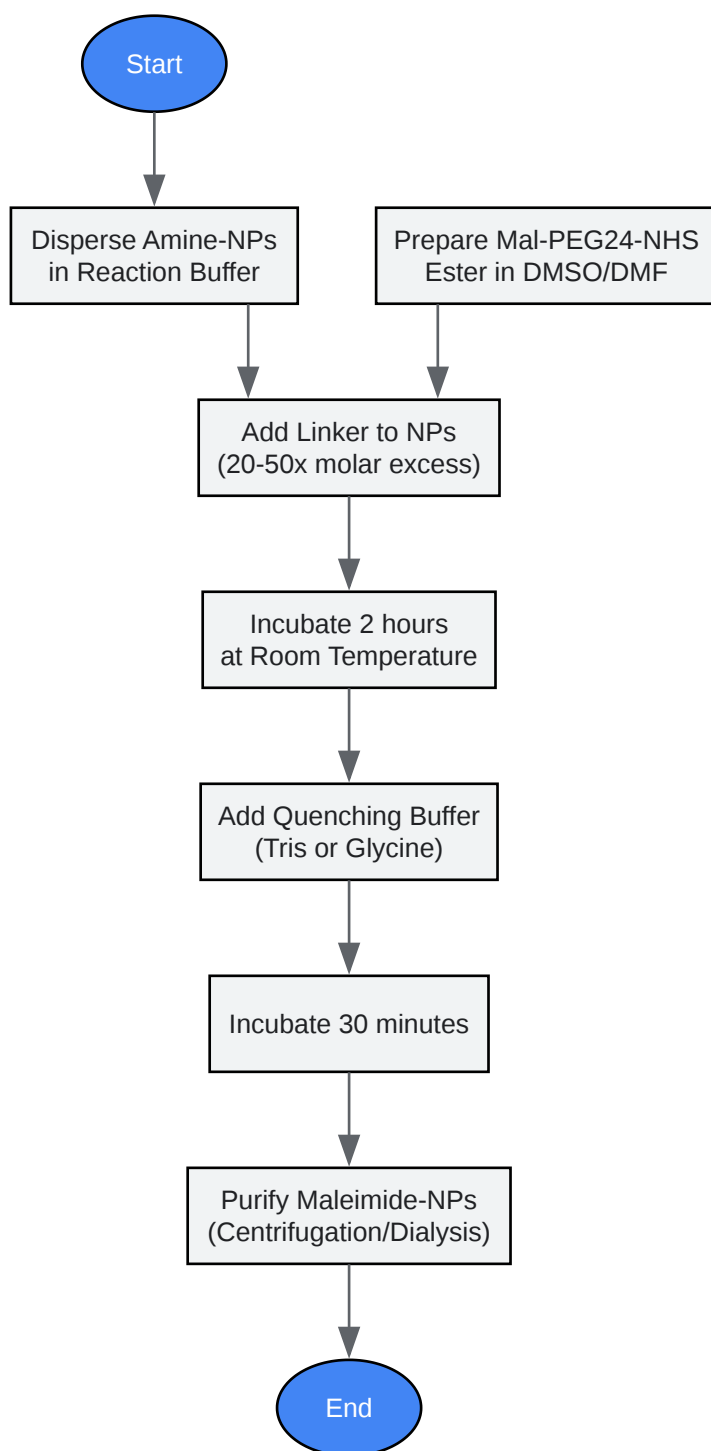 Start
Disperse Amine-NPs
in Reaction Buffer
Prepare Mal-PEG24-NHS
Ester in DMSO/DMF
Add Linker to NPs
(20-50x molar excess)
Incubate 2 hours
at Room Temperature
Add Quenching Buffer
(Tris or Glycine)
Incubate 30 minutes
Purify Maleimide-NPs
(Centrifugation/Dialysis)
End